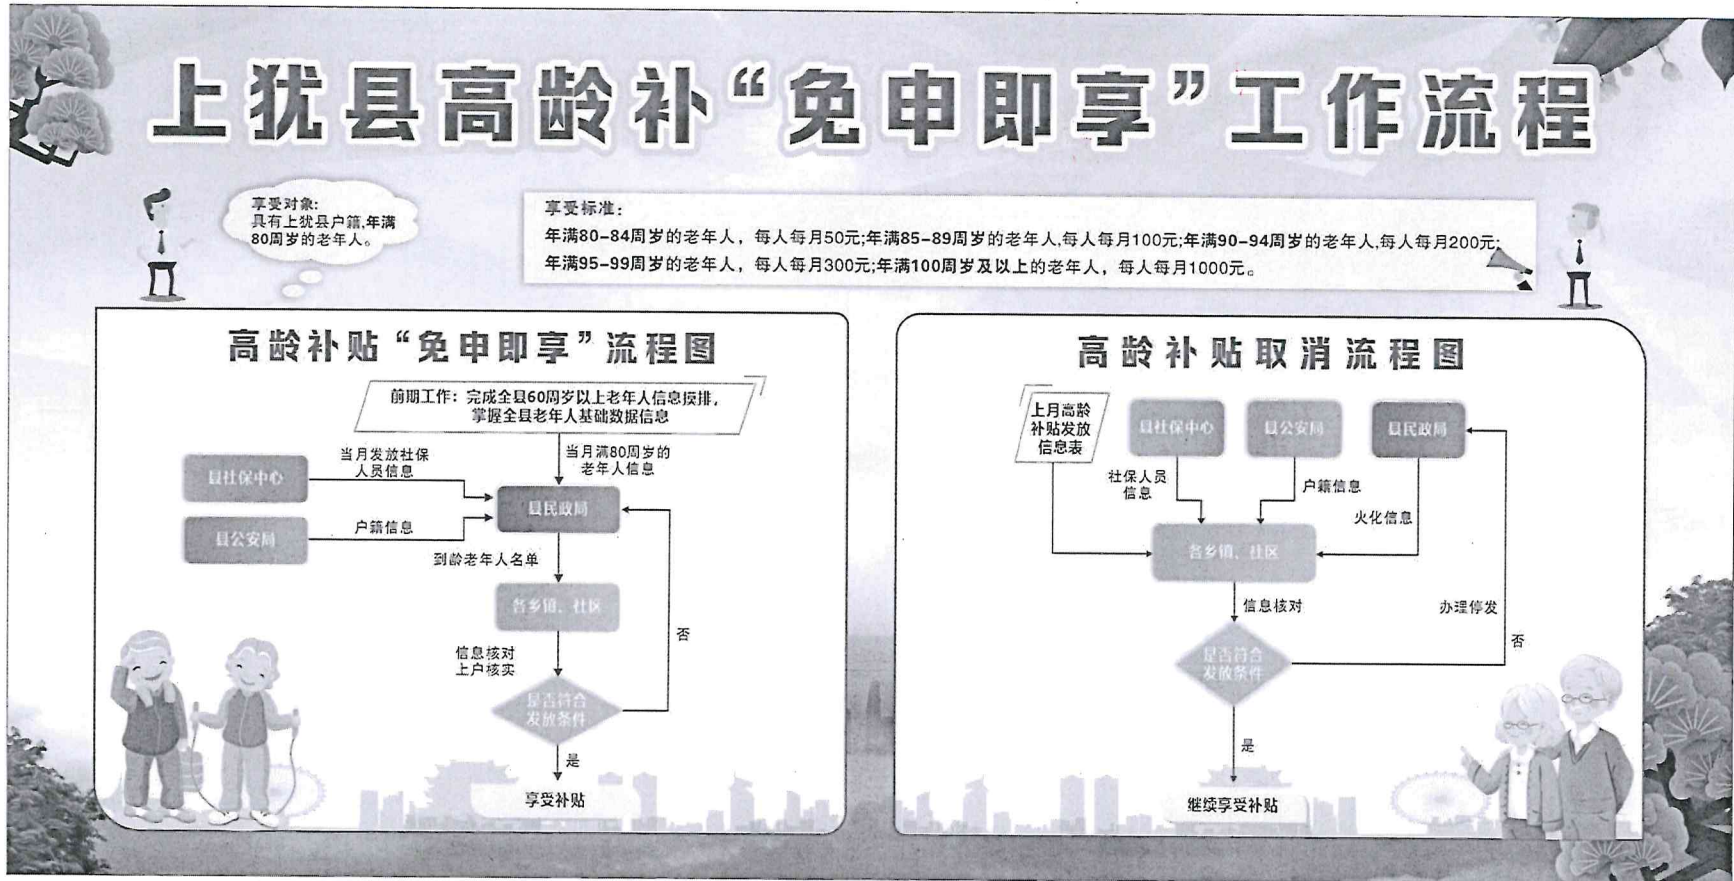 上犹县高龄补“免申即享”工作流程
享受对象:
具有上犹县户籍,年满
80周岁的老年人。
享受标准:
年满80-84周岁的老年人，每人每月50元;年满85-89周岁的老年人,每人每月100元;年满90-94周岁的老年人,每人每月200元;
年满95-99周岁的老年人，每人每月300元;年满100周岁及以上的老年人，每人每月1000元。
高龄补贴“免申即享”流程图
前期工作：完成全县60周岁以上老年人信息摸排，
掌握全县老年人基础数据信息
当月发放社保
人员信息
当月满80周岁的
老年人信息
县社保中心
县民政局
户籍信息
县公安局
到龄老年人名单
各乡镇、社区
否
信息核对
上户核实
是否符合
发放条件
是
享受补贴
高龄补贴取消流程图
上月高龄
补贴发放
信息表
县社保中心
县公安局
县民政局
社保人员
信息
户籍信息
火化信息
各乡镇、社区
信息核对
办理停发
否
是否符合
发放条件
是
继续享受补贴